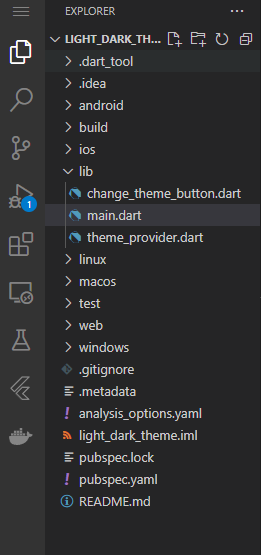 EXPLORER
LIGHT_DARK_TH...
.dart_tool
.idea
android
build
ios
lib
change_theme_button.dart
main.dart
theme_provider.dart
linux
macos
test
web
windows
.gitignore
.metadata
analysis_options.yaml
light_dark_theme.iml
pubspec.lock
pubspec.yaml
README.md
1